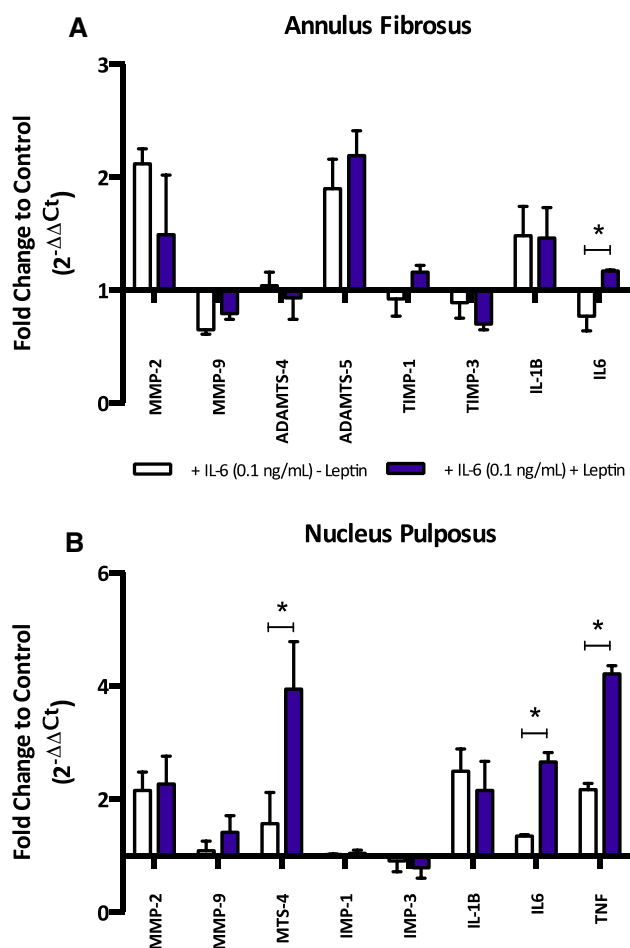 A
Annulus Fibrosus
Fold Change to Control
(2^-ΔΔCt)
3
2
1
0
*
MMP-2
MMP-9
ADAMTS-4
ADAMTS-5
TIMP-1
TIMP-3
IL-1B
IL6
+ IL-6 (0.1 ng/mL) - Leptin
+ IL-6 (0.1 ng/mL) + Leptin
B
Nucleus Pulposus
Fold Change to Control
(2^-ΔΔCt)
6
4
2
0
*
*
*
MMP-2
MMP-9
MTS-4
IMP-1
IMP-3
IL-1B
IL6
TNF